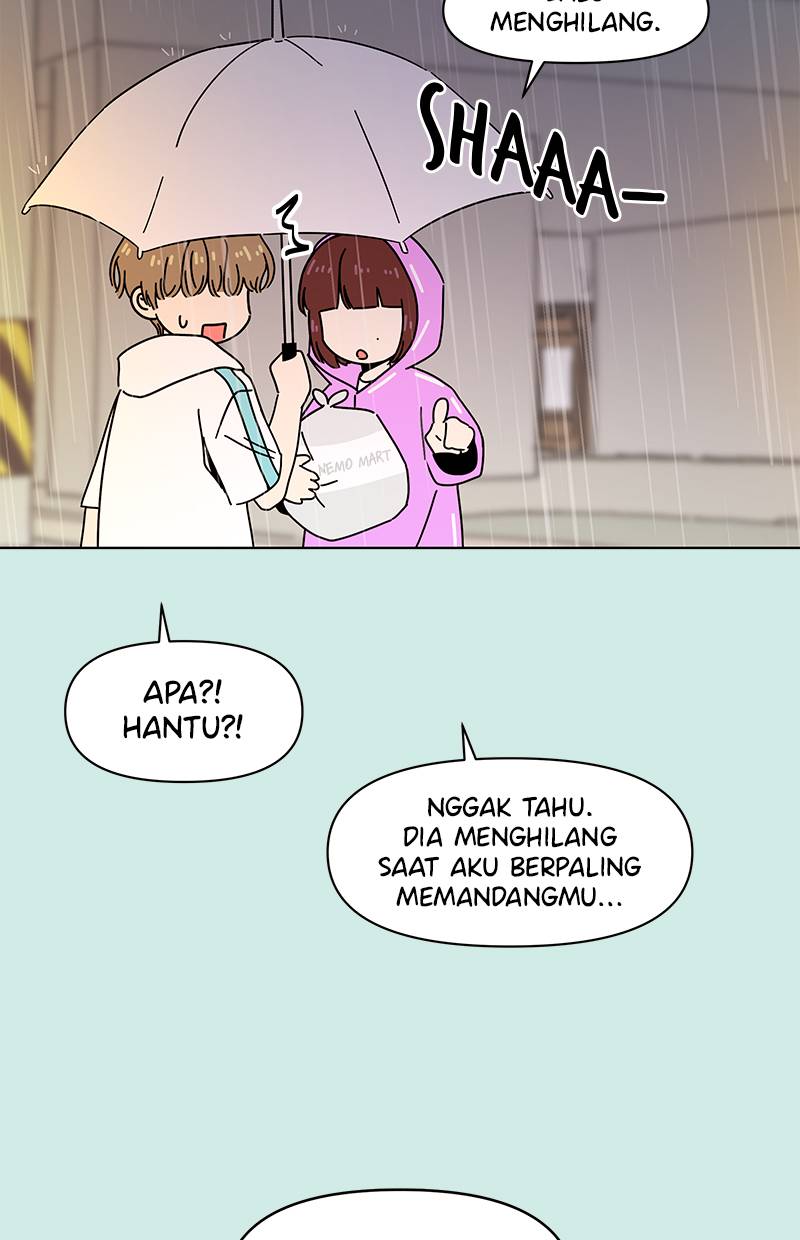 MENGHILANG.
SHAAA-
NEMO MART
APA?!
HANTU?!
NGGAK TAHU.
DIA MENGHILANG
SAAT AKU BERPALING
MEMANDANGMU...